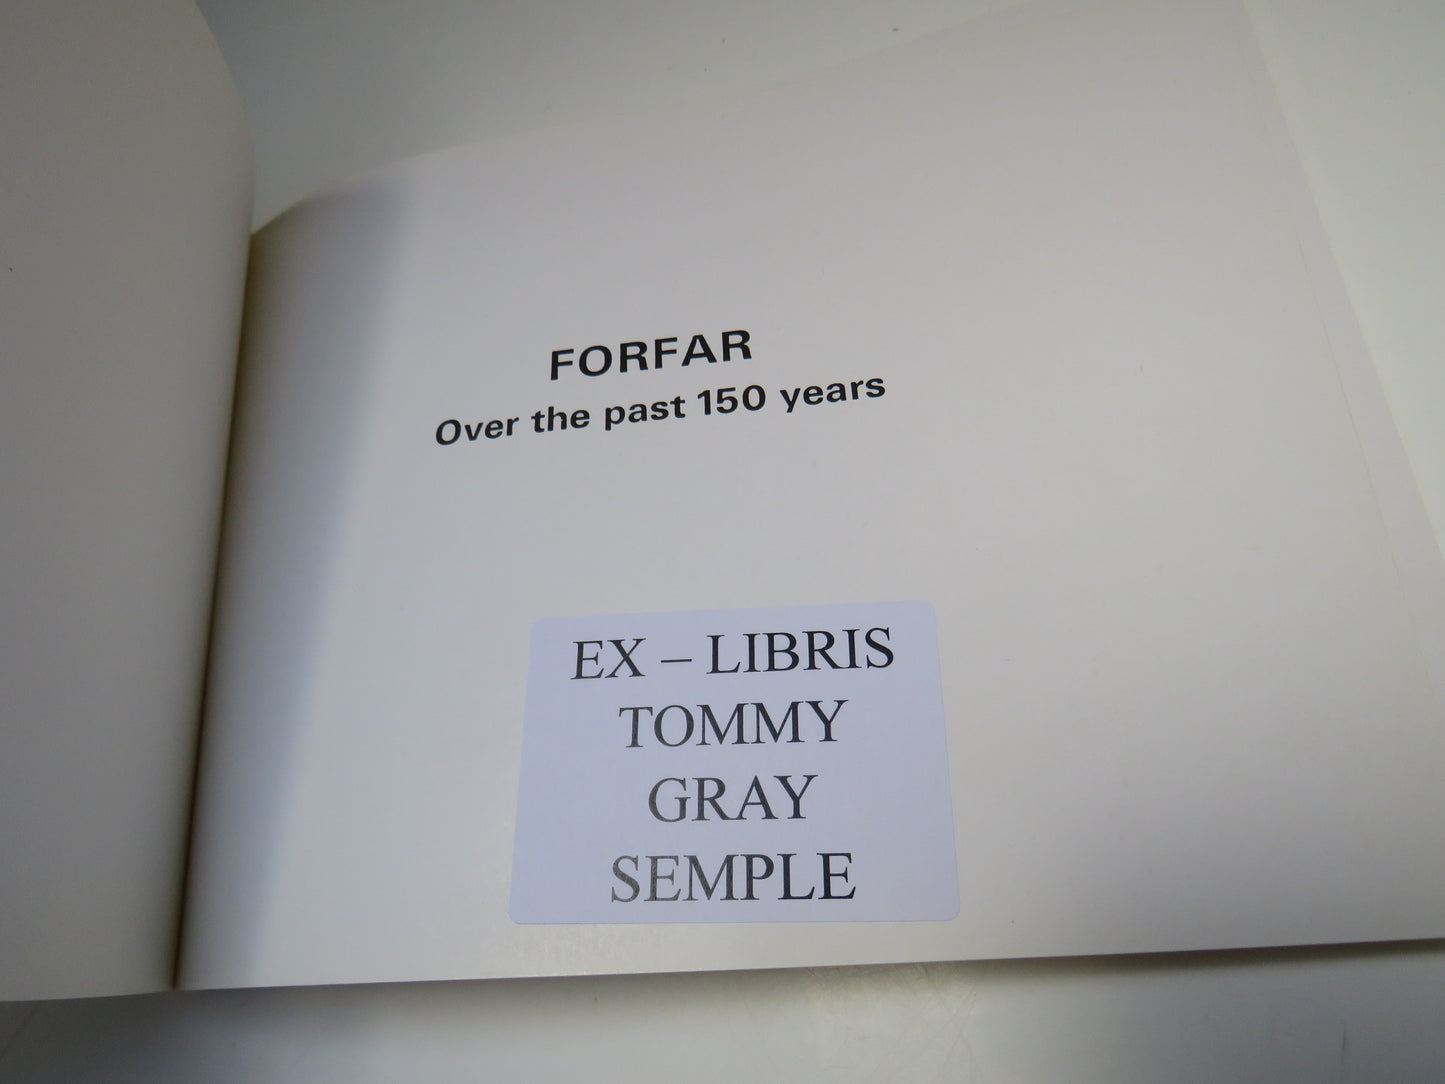 FORFAR
Over the past 150 years
EX – LIBRIS
TOMMY
GRAY
SEMPLE